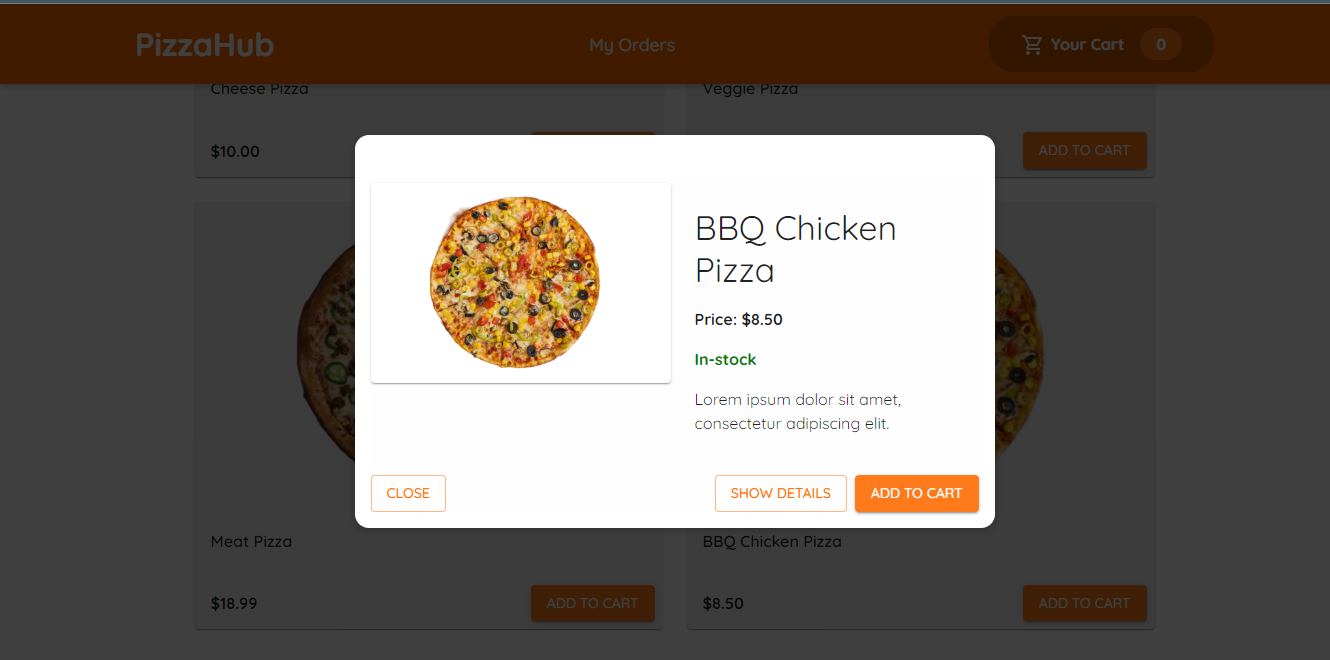 PizzaHub
My Orders
Your Cart 0
Cheese Pizza
Veggie Pizza
$10.00
ADD TO CART
BBQ Chicken
Pizza
Price: $8.50
In-stock
Lorem ipsum dolor sit amet,
consectetur adipiscing elit.
CLOSE
SHOW DETAILS
ADD TO CART
Meat Pizza
BBQ Chicken Pizza
$18.99
ADD TO CART
$8.50
ADD TO CART